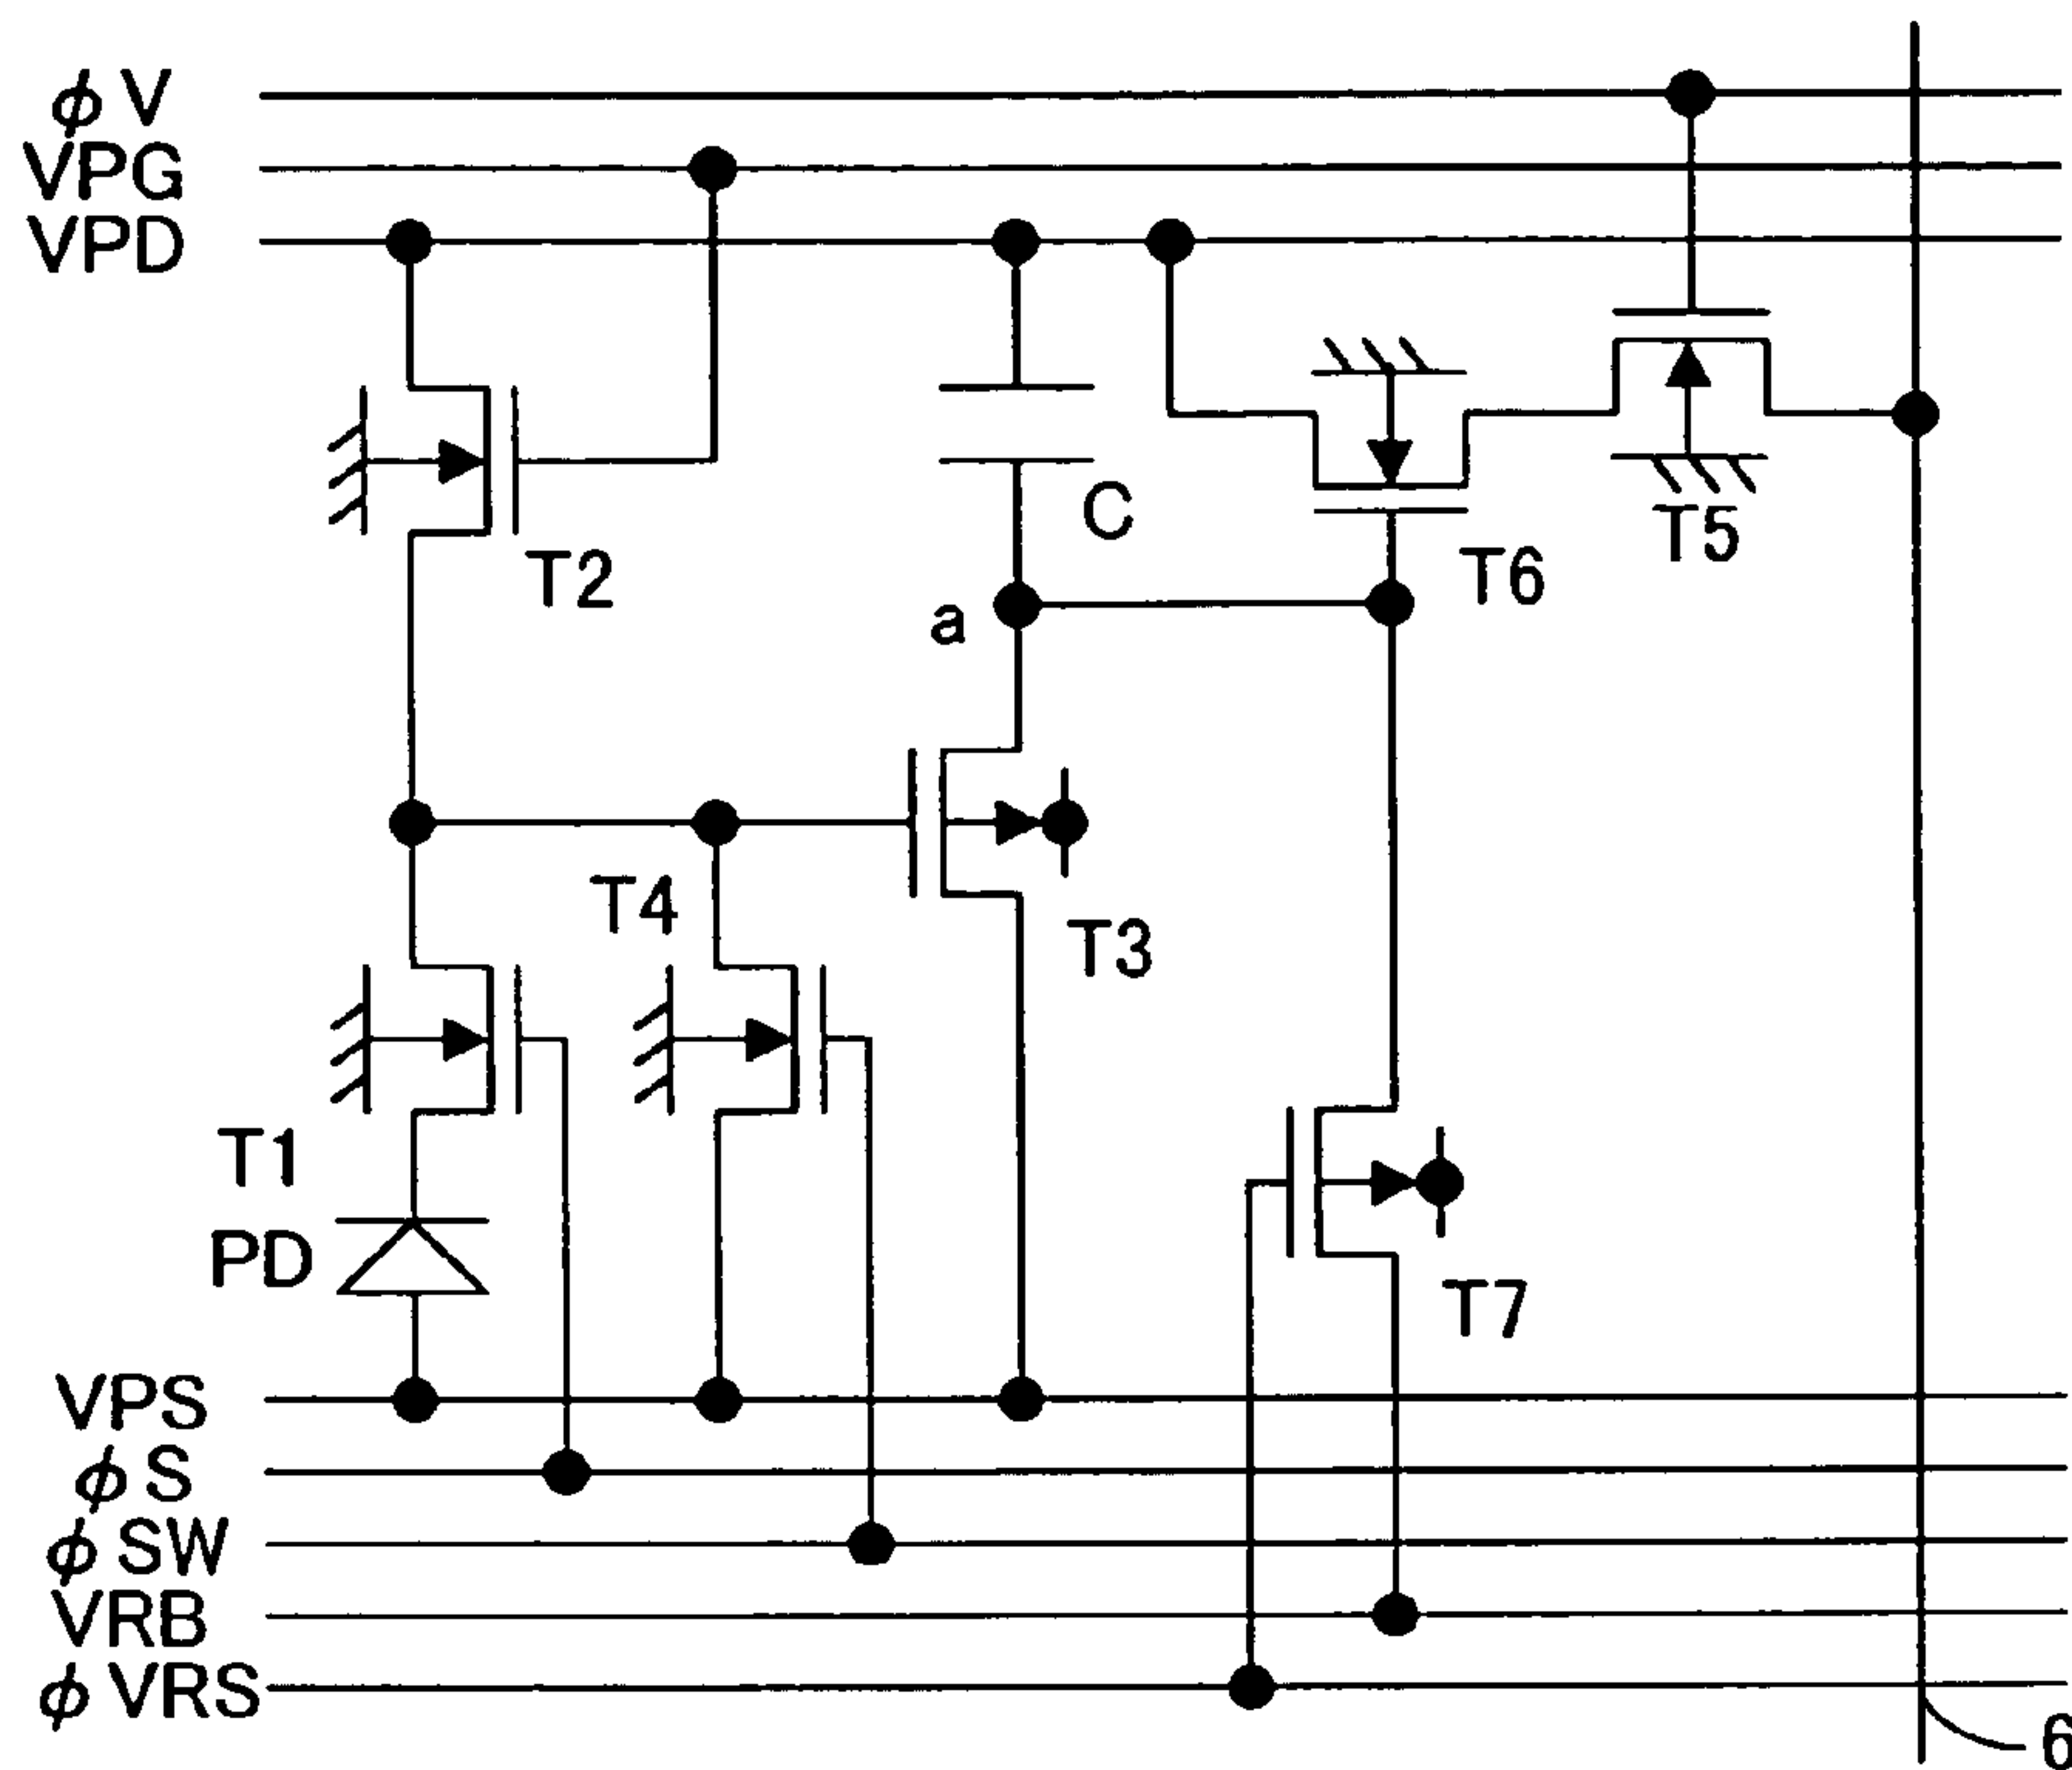 ϕV
VPG
VPD
C
T5
T6
T2
a
T4
T3
T1
PD
T7
VPS
ϕS
ϕSW
VRB
ϕVRS
6